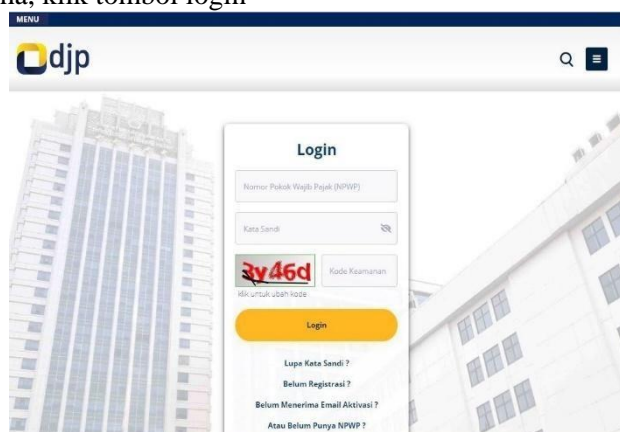 na, klik tombol login
MENU
djp
Login
Nomor Pokok Wajib Pajak (NPWP)
Kata Sandi
3y46d
Kode Keamanan
klik untuk ubah kode
Login
Lupa Kata Sandi ?
Belum Registrasi ?
Belum Menerima Email Aktivasi ?
Atau Belum Punya NPWP ?